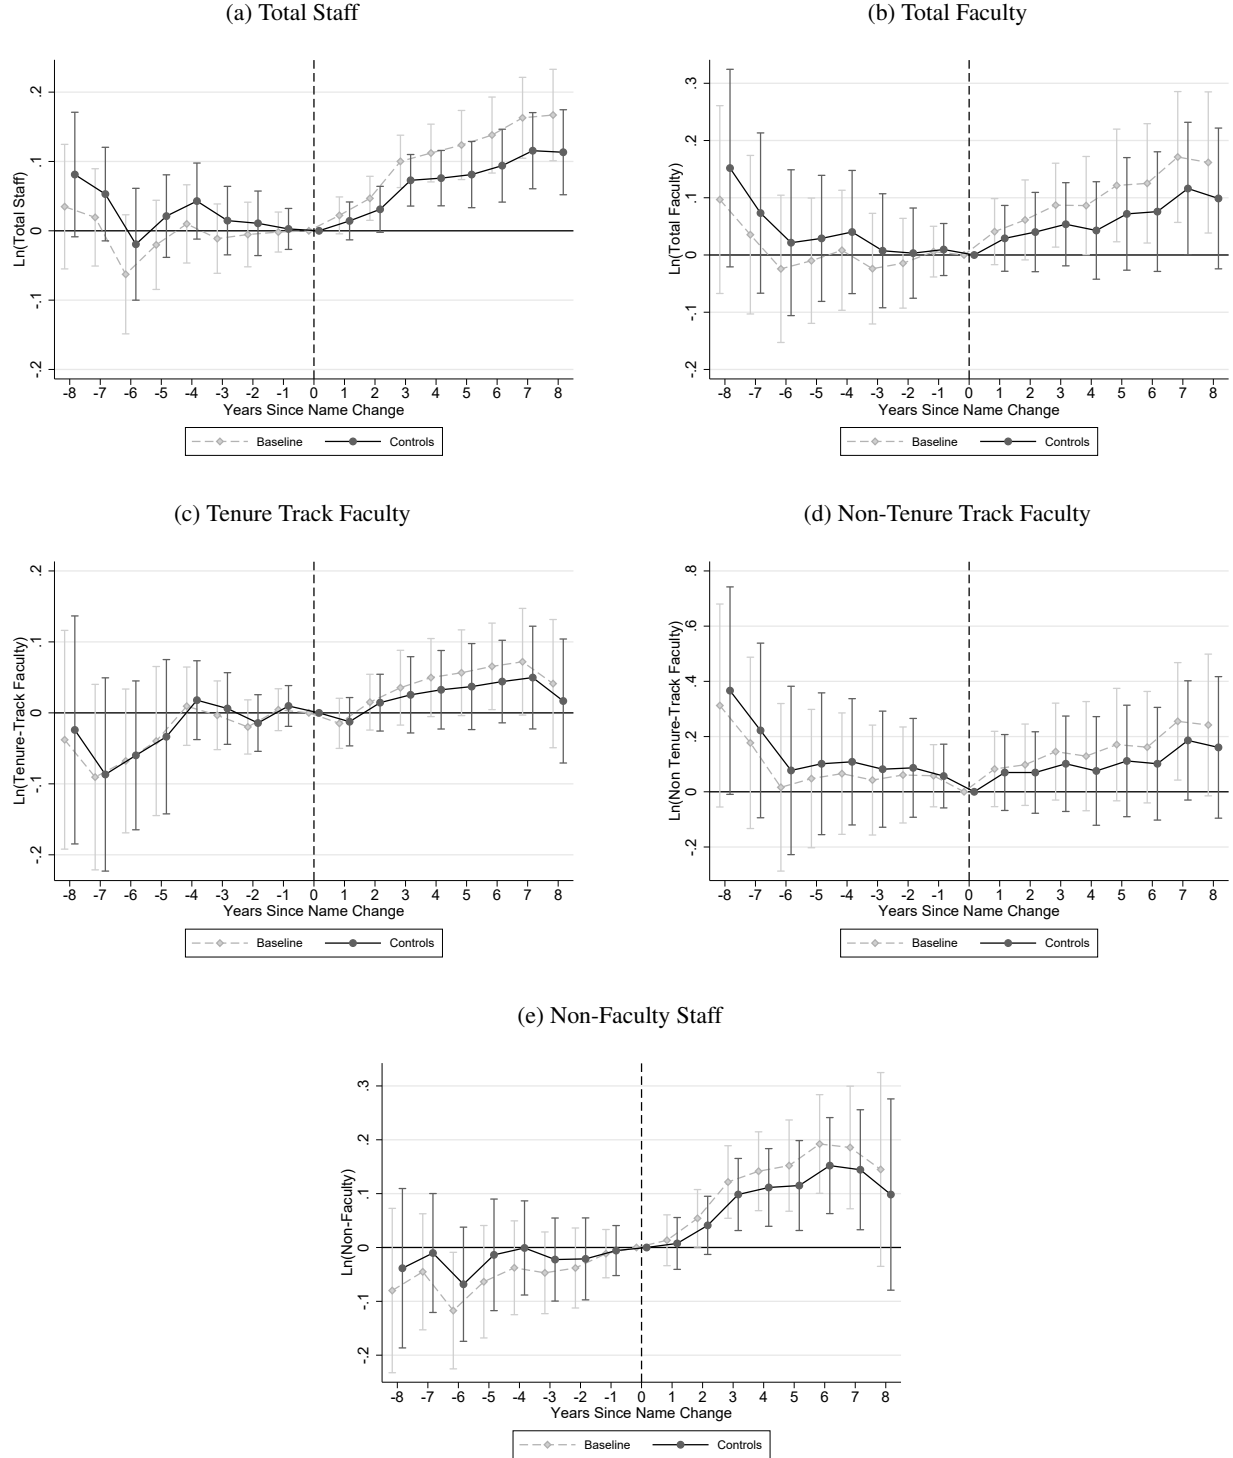 (a) Total Staff
Ln(Total Staff)
.2
.1
0
-.1
-.2
-8 -7 -6 -5 -4 -3 -2 -1 0 1 2 3 4 5 6 7 8
Years Since Name Change
Baseline Controls
(b) Total Faculty
Ln(Total Faculty)
.3
.2
.1
0
-.1
-.2
-8 -7 -6 -5 -4 -3 -2 -1 0 1 2 3 4 5 6 7 8
Years Since Name Change
Baseline Controls
(c) Tenure Track Faculty
Ln(Tenure-Track Faculty)
.2
.1
0
-.1
-.2
-8 -7 -6 -5 -4 -3 -2 -1 0 1 2 3 4 5 6 7 8
Years Since Name Change
Baseline Controls
(d) Non-Tenure Track Faculty
Ln(Non Tenure-Track Faculty)
.8
.6
.4
.2
0
-.2
-8 -7 -6 -5 -4 -3 -2 -1 0 1 2 3 4 5 6 7 8
Years Since Name Change
Baseline Controls
(e) Non-Faculty Staff
Ln(Non-Faculty)
.3
.2
.1
0
-.1
-.2
-8 -7 -6 -5 -4 -3 -2 -1 0 1 2 3 4 5 6 7 8
Years Since Name Change
Baseline Controls